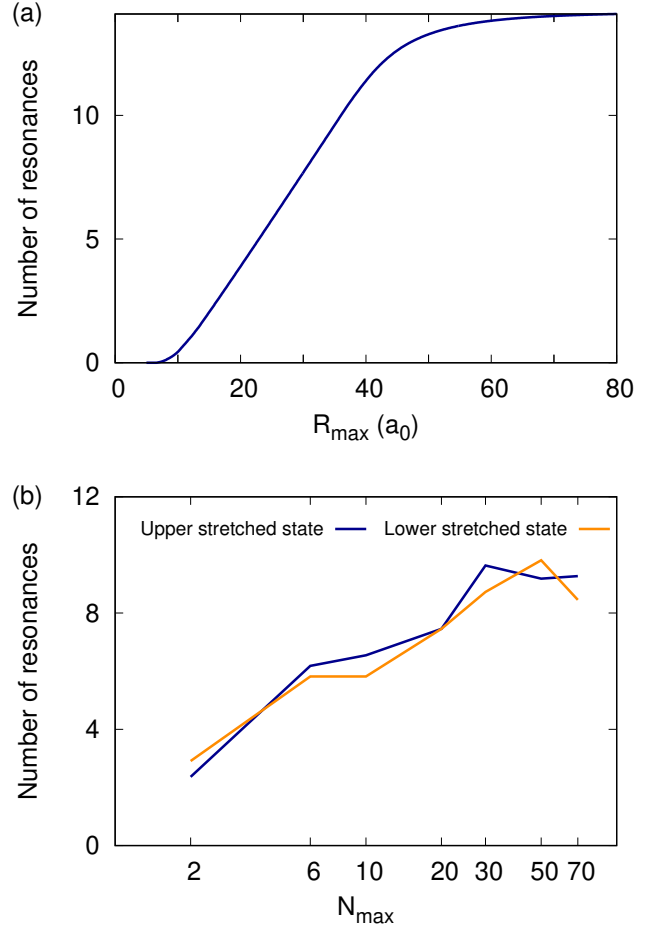 (a)
Number of resonances
10
5
0
0 20 40 60 80
R_max (a_0)
(b)
Number of resonances
12
Upper stretched state Lower stretched state
8
4
0
2 6 10 20 30 50 70
N_max